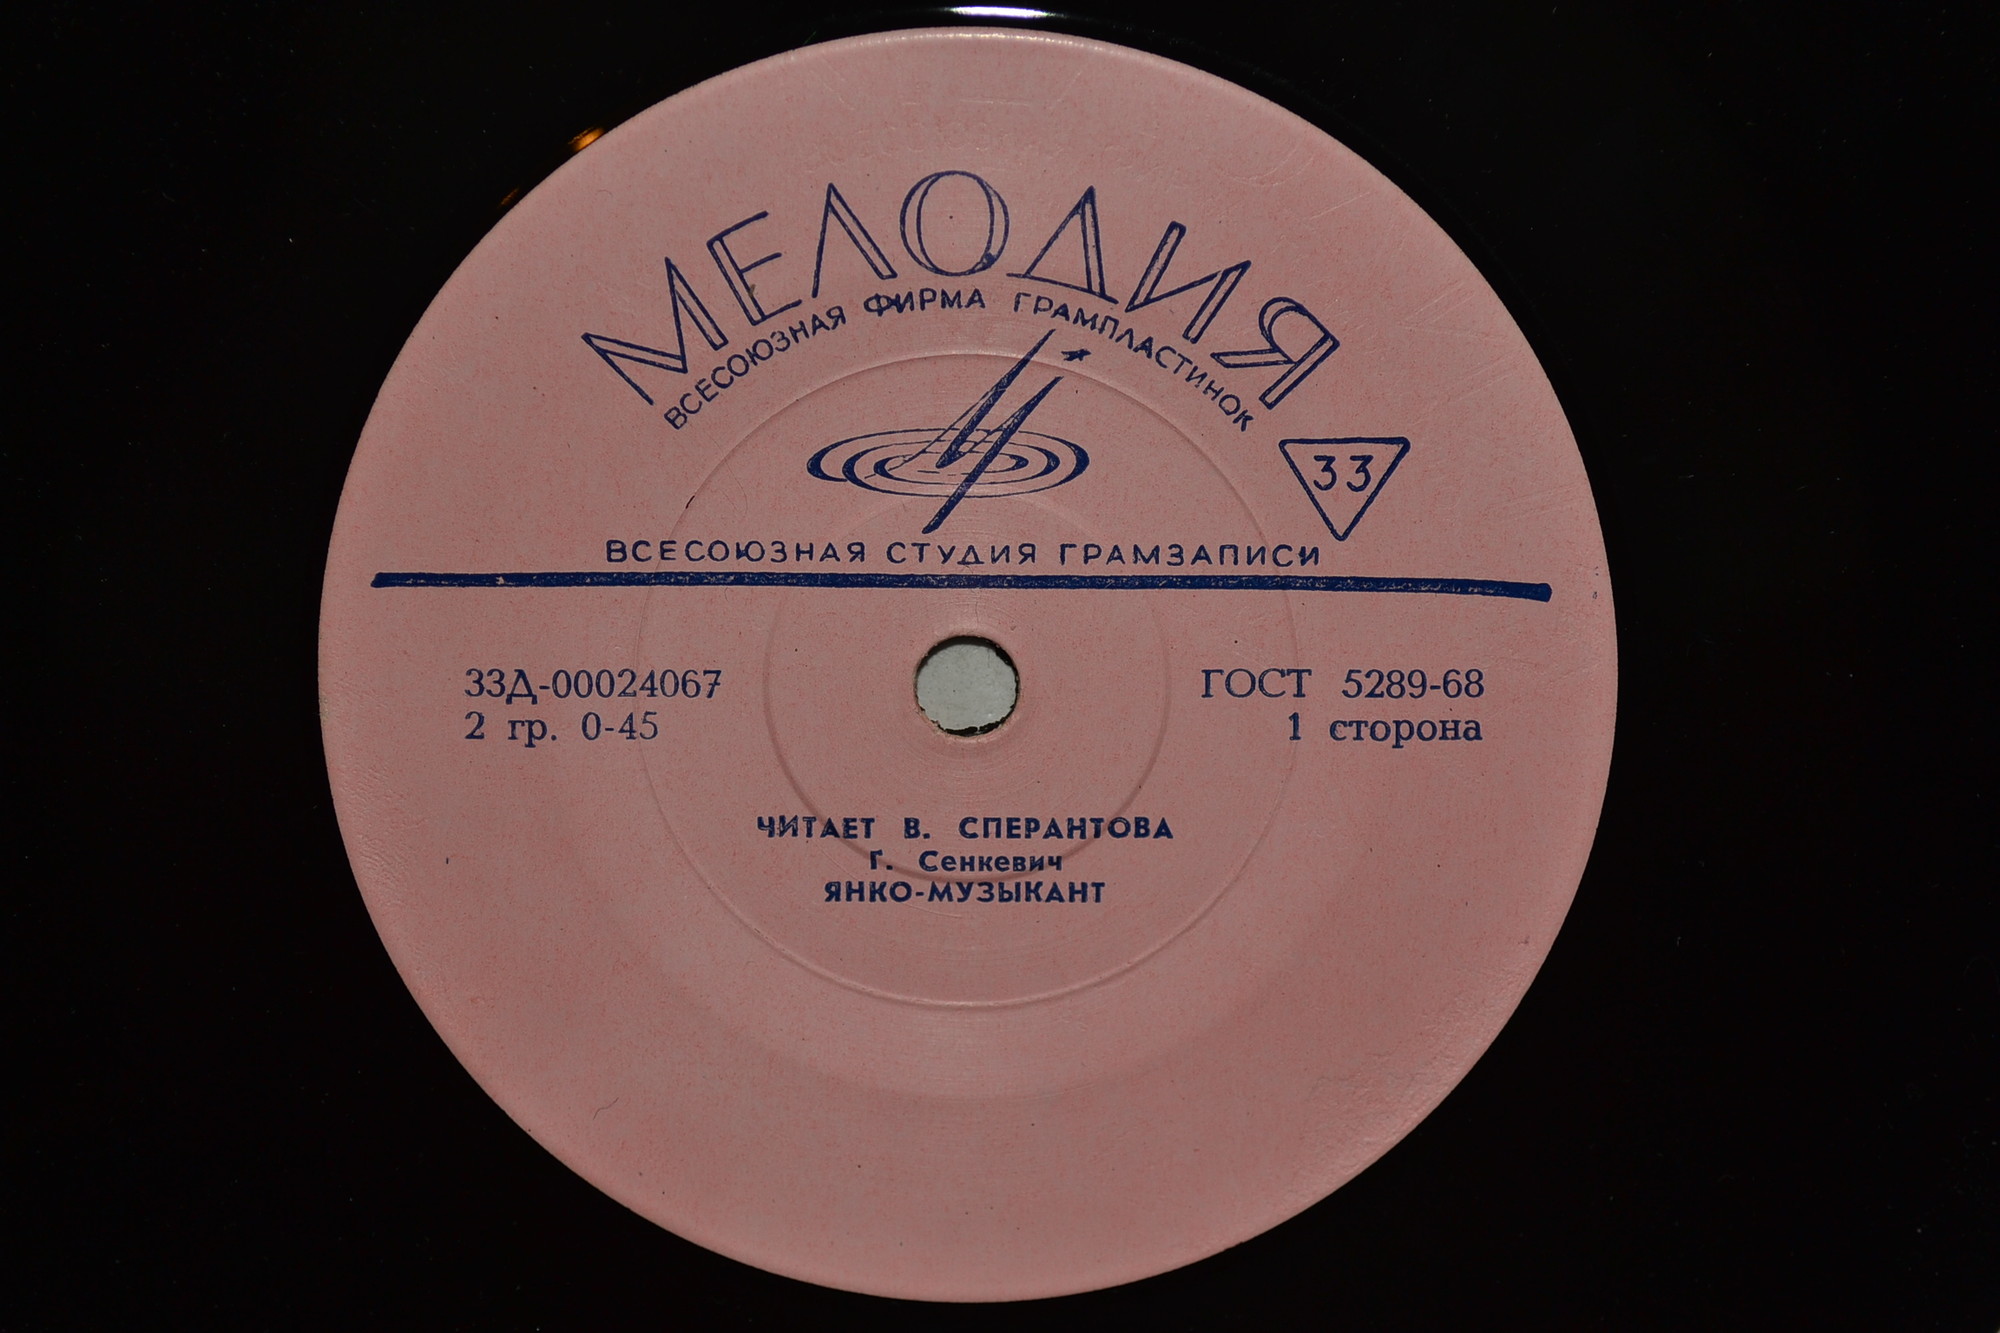 МЕЛОДИЯ
ВСЕСОЮЗНАЯ ФИРМА ГРАМПЛАСТИНОК
33
ВСЕСОЮЗНАЯ СТУДИЯ ГРАМЗАПИСИ
33Д-00024067
2 гр. 0-45
ГОСТ 5289-68
1 сторона
ЧИТАЕТ В. СПЕРАНТОВА
Г. Сенкевич
ЯНКО-МУЗЫКАНТ